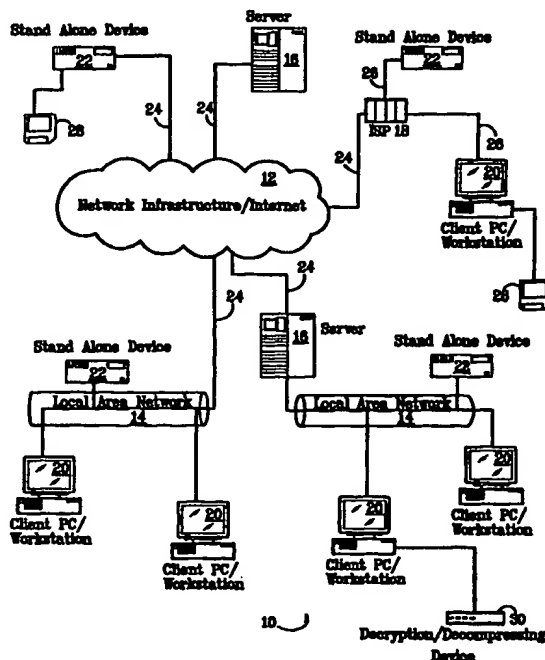 Server
Stand Alone Device
22
16
Stand Alone Device
22
28
24
24
26
ISP 18
24
26
12
Network Infrastructure/Internet
20
Client PC/
Workstation
24
24
28
16
Server
Stand Alone Device
22
Stand Alone Device
22
Local Area Network
14
Local Area Network
14
20
Client PC/
Workstation
20
Client PC/
Workstation
20
Client PC/
Workstation
20
Client PC/
Workstation
10
30
Decryption/Decompressing
Device